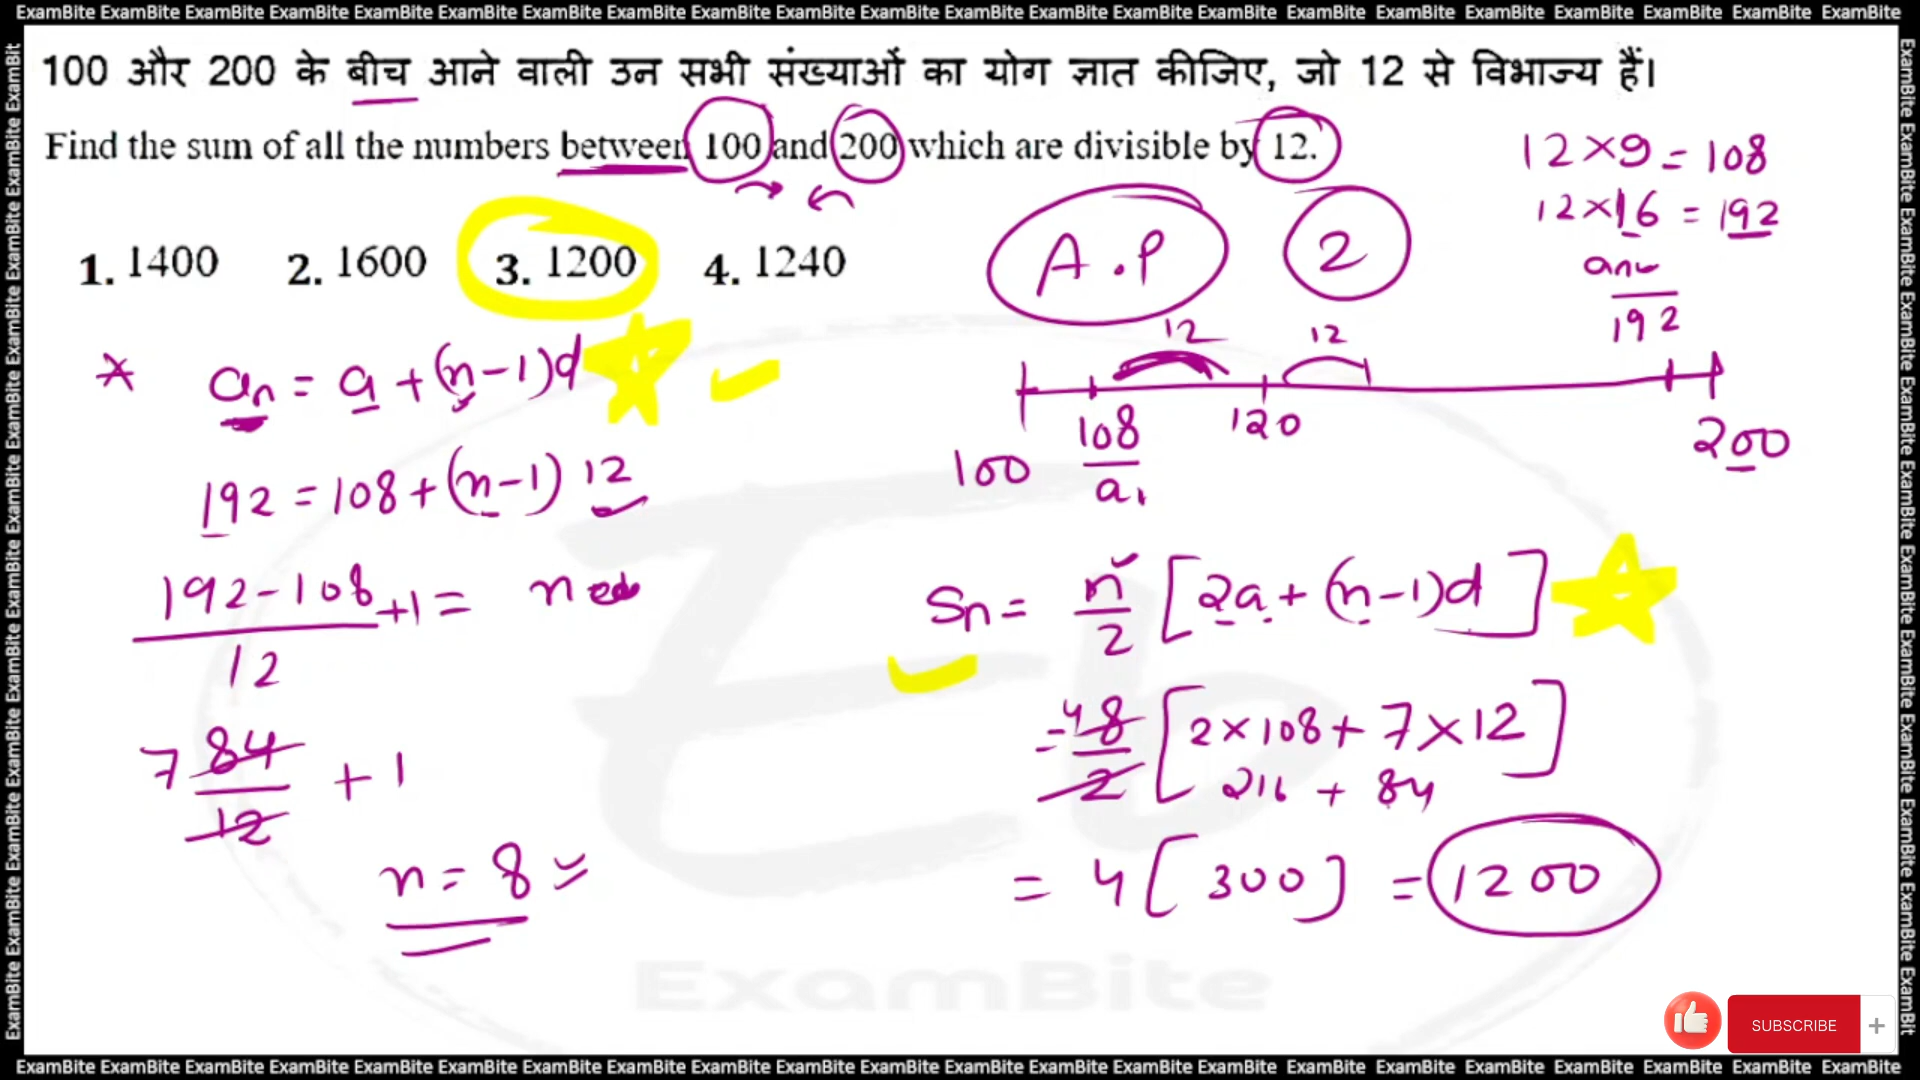 ExamBite ExamBite ExamBite ExamBite ExamBite ExamBite ExamBite ExamBite ExamBite ExamBite ExamBite ExamBite ExamBite ExamBite ExamBite ExamBite ExamBite ExamBite ExamBite ExamBite ExamBite
100 और 200 के बीच आने वाली उन सभी संख्याओं का योग ज्ञात कीजिए, जो 12 से विभाज्य हैं।
Find the sum of all the numbers between 100 and 200 which are divisible by 12.
1. 1400 2. 1600 3. 1200 4. 1240
12×9 = 108
12×16 = 192
an
192
A.P
2
12 12
108 120
100 a1 200
an = a + (n-1)d
192 = 108 + (n-1) 12
192-108 +1 = n
12
7 84 + 1
12
n = 8
Sn = n/2 [2a + (n-1)d]
= 4 8/2 [2×108 + 7×12]
216 + 84
= 4 [300] = 1200
Eb
ExamBite
SUBSCRIBE +
ExamBite ExamBite ExamBite ExamBite ExamBite ExamBite ExamBite ExamBite ExamBite ExamBite ExamBite ExamBite ExamBite ExamBite ExamBite ExamBite ExamBite ExamBite ExamBite ExamBite ExamBite